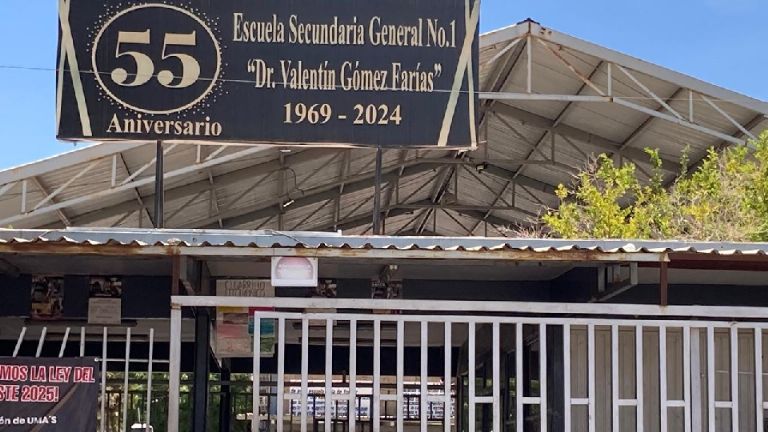 55
Aniversario
Escuela Secundaria General No.1
"Dr. Valentín Gómez Farías"
1969 - 2024
MOS LA LEY DEL
STE 2025!
ón de UMA'S